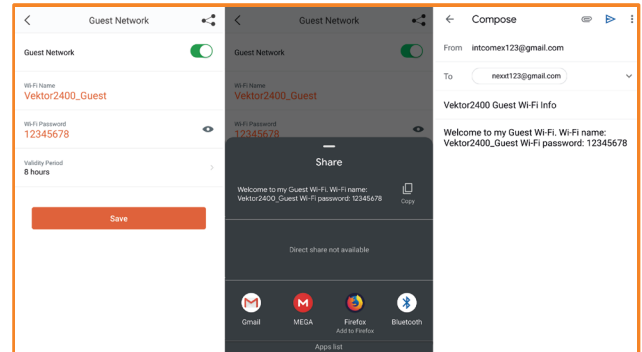 Guest Network
Guest Network
Wi-Fi Name
Vektor2400_Guest
Wi-Fi Password
12345678
Validity Period
8 hours
Save
Guest Network
Guest Network
Wi-Fi Name
Vektor2400_Guest
Wi-Fi Password
12345678
Share
Welcome to my Guest Wi-Fi. Wi-Fi name:
Vektor2400_Guest Wi-Fi password: 12345678
Copy
Direct share not available
Gmail
MEGA
Firefox
Add to Firefox
Bluetooth
Apps list
Compose
From intcomex123@gmail.com
To nexxt123@gmail.com
Vektor2400 Guest Wi-Fi Info
Welcome to my Guest Wi-Fi. Wi-Fi name:
Vektor2400_Guest Wi-Fi password: 12345678